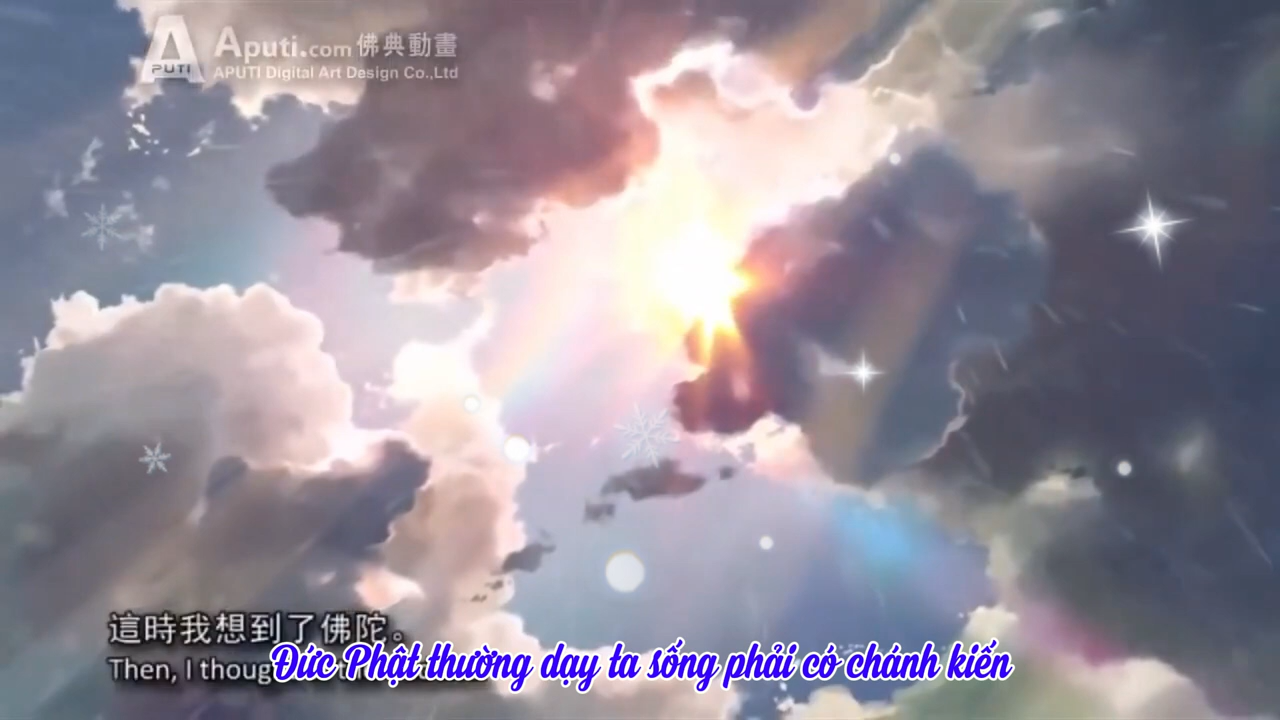 A
PUTI
Aputi.com 佛典動畫
APUTI Digital Art Design Co.,Ltd
這時我想到了佛陀。
Then, I thoug
Đức Phật thường dạy ta sống phải có chánh kiến